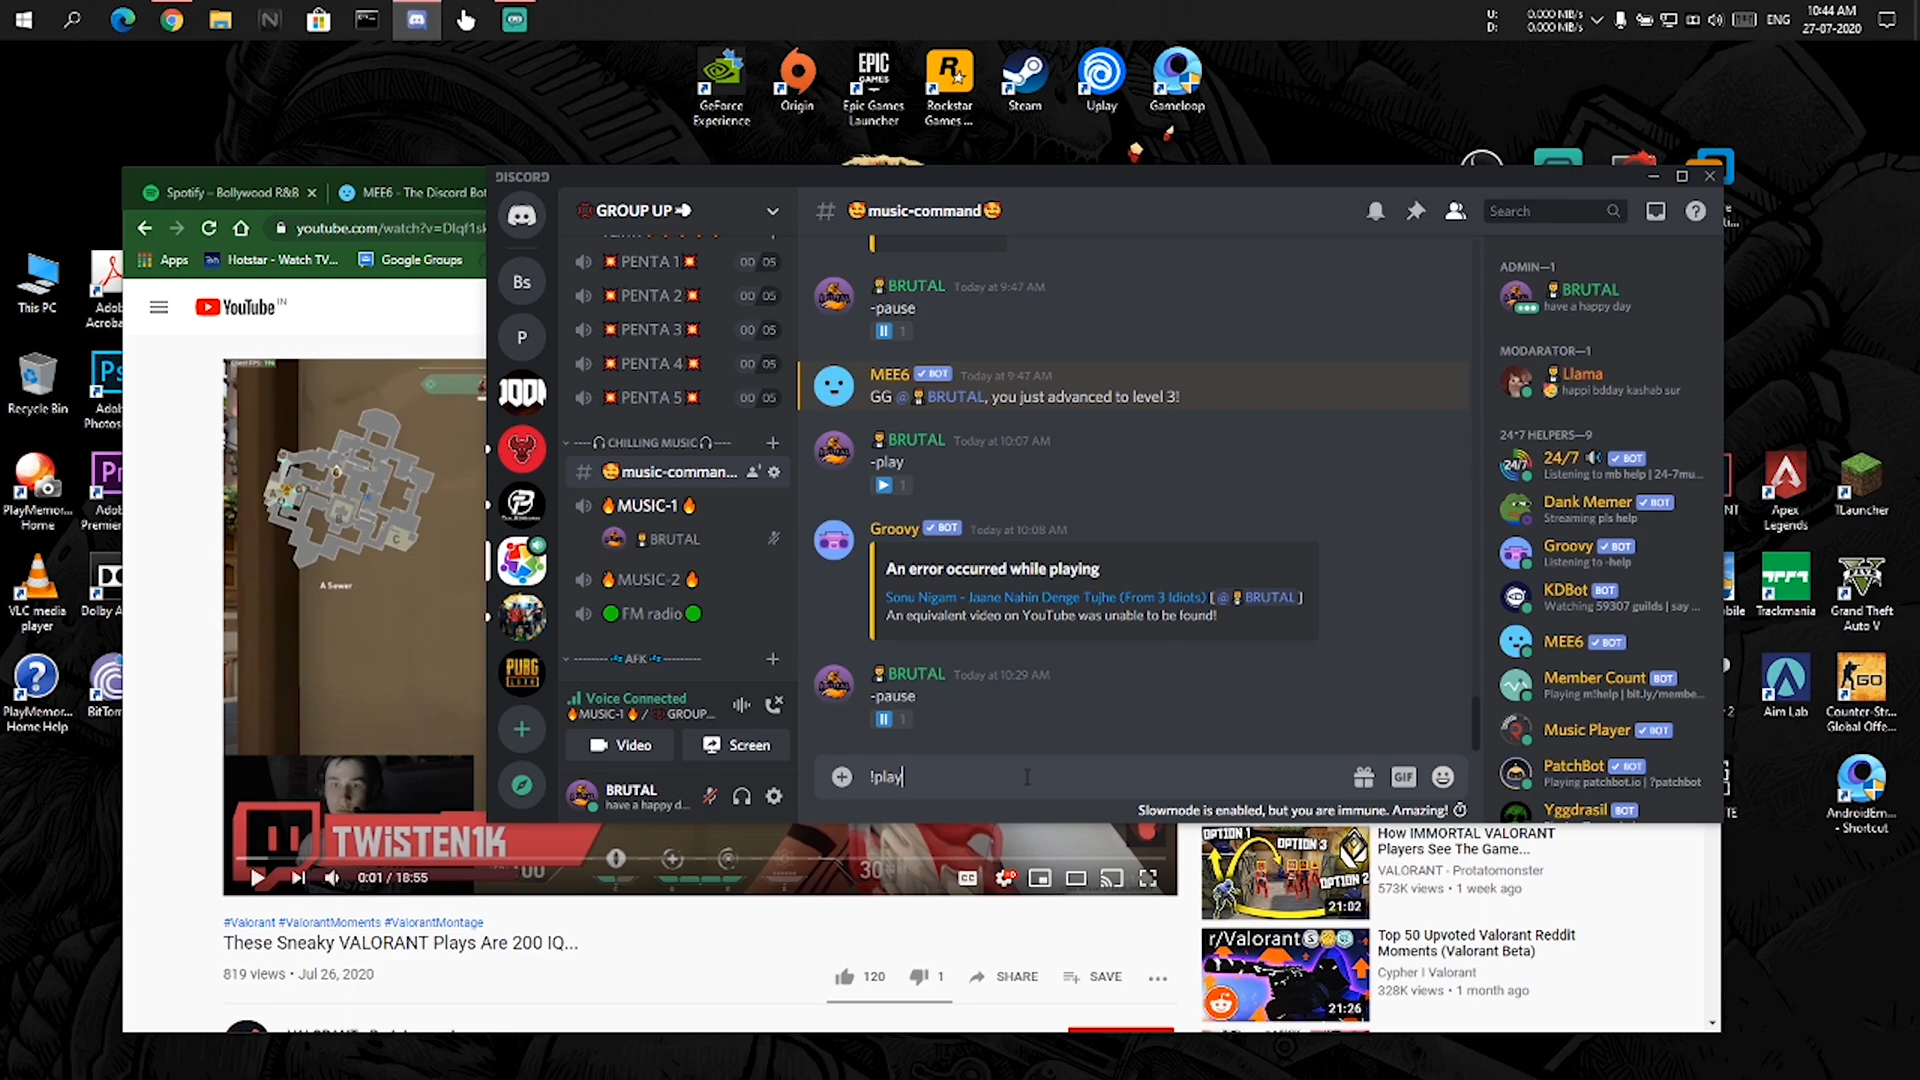 U: 0.000 MB/s
D: 0.000 MB/s
ENG
10:44 AM
27-07-2020
GeForce Experience
Origin
Epic Games Launcher
Rockstar Games ...
Steam
Uplay
Gameloop
This PC
Recycle Bin
PlayMemor... Home
VLC media player
PlayMemor... Home Help
Apex Legends
TLauncher
Trackmania
Grand Theft Auto V
Aim Lab
Counter-Str... Global Offe...
AndroidEm... - Shortcut
Spotify – Bollywood R&B
MEE6 - The Discord Bot
youtube.com/watch?v=DIqf1sk
Apps
Hotstar - Watch TV...
Google Groups
YouTube IN
A Sewer
TWiSTEN1K
0:01 / 18:55
30
CC
#Valorant #ValorantMoments #ValorantMontage
These Sneaky VALORANT Plays Are 200 IQ...
819 views • Jul 26, 2020
120
1
SHARE
SAVE
OPTION 1
OPTION 3
OPTION 2
21:02
How IMMORTAL VALORANT
Players See The Game...
VALORANT - Protatomonster
573K views • 1 week ago
r/Valorant
21:26
Top 50 Upvoted Valorant Reddit
Moments (Valorant Beta)
Cypher I Valorant
328K views • 1 month ago
DISCORD
Bs
P
PUBG
GROUP UP
PENTA 1 00 05
PENTA 2 00 05
PENTA 3 00 05
PENTA 4 00 05
PENTA 5 00 05
----🎧CHILLING MUSIC🎧----
🥰music-comman...
🔥MUSIC-1 🔥
BRUTAL
🔥MUSIC-2 🔥
🟢FM radio🟢
-------💤AFK💤--------
Voice Connected
🔥MUSIC-1 🔥/ GROUP...
Video
Screen
BRUTAL
have a happy d...
# 🥰music-command🥰
Search
BRUTAL Today at 9:47 AM
-pause
1
MEE6 BOT Today at 9:47 AM
GG @BRUTAL, you just advanced to level 3!
BRUTAL Today at 10:07 AM
-play
1
Groovy BOT Today at 10:08 AM
An error occurred while playing
Sonu Nigam - Jaane Nahin Denge Tujhe (From 3 Idiots) [@BRUTAL]
An equivalent video on YouTube was unable to be found!
BRUTAL Today at 10:29 AM
-pause
1
!play
GIF
Slowmode is enabled, but you are immune. Amazing!
ADMIN—1
BRUTAL
have a happy day
MODARATOR—1
Llama
happi bdday kashab sur
24*7 HELPERS—9
24/7 BOT
Listening to mb help | 24-7mu...
Dank Memer BOT
Streaming pls help
Groovy BOT
Listening to -help
KDBot BOT
Watching 59307 guilds | say ...
MEE6 BOT
Member Count BOT
Playing m!help | bit.ly/membe...
Music Player BOT
PatchBot BOT
Playing patchbot.io | ?patchbot
Yggdrasil BOT